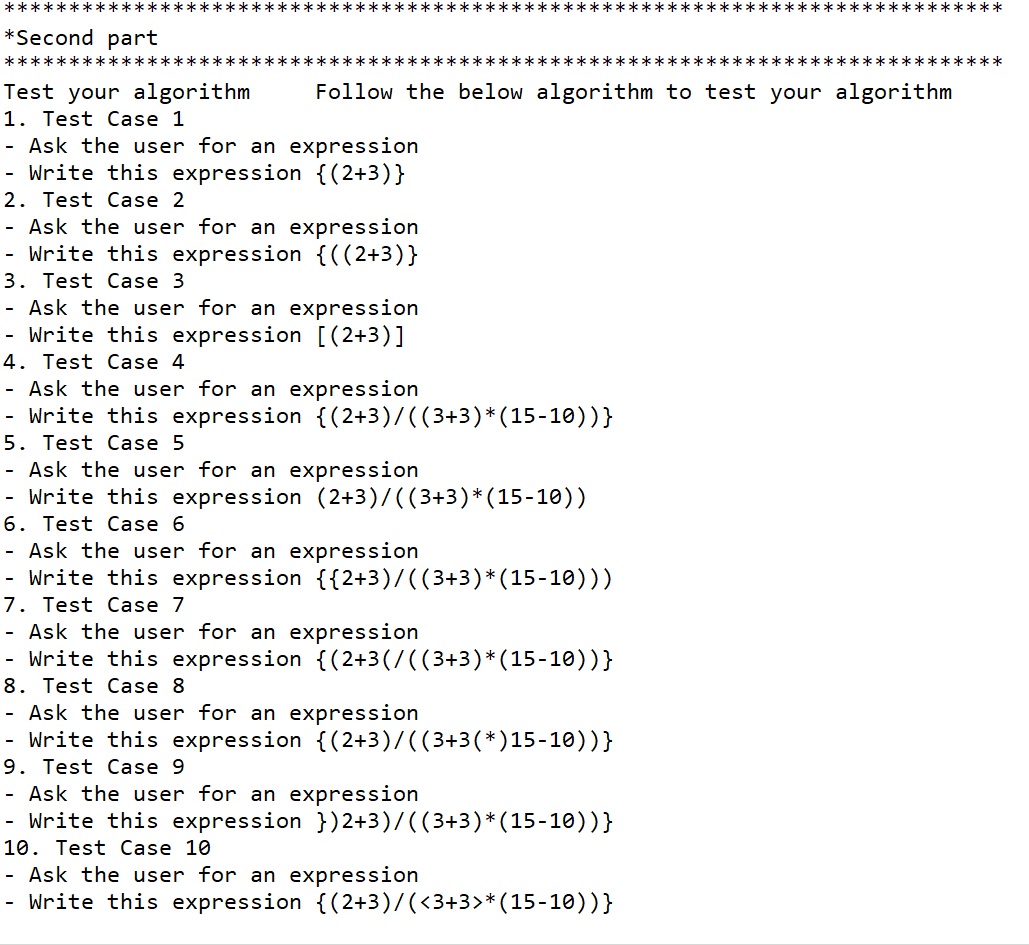 *****************************************************************************
*Second part
*****************************************************************************
Test your algorithm     Follow the below algorithm to test your algorithm
1. Test Case 1
- Ask the user for an expression
- Write this expression {(2+3)}
2. Test Case 2
- Ask the user for an expression
- Write this expression {((2+3)}
3. Test Case 3
- Ask the user for an expression
- Write this expression [(2+3)]
4. Test Case 4
- Ask the user for an expression
- Write this expression {(2+3)/((3+3)*(15-10))}
5. Test Case 5
- Ask the user for an expression
- Write this expression (2+3)/((3+3)*(15-10))
6. Test Case 6
- Ask the user for an expression
- Write this expression {{2+3)/((3+3)*(15-10)))
7. Test Case 7
- Ask the user for an expression
- Write this expression {(2+3(/((3+3)*(15-10))}
8. Test Case 8
- Ask the user for an expression
- Write this expression {(2+3)/((3+3(*)15-10))}
9. Test Case 9
- Ask the user for an expression
- Write this expression })2+3)/((3+3)*(15-10))}
10. Test Case 10
- Ask the user for an expression
- Write this expression {(2+3)/(<3+3>*(15-10))}